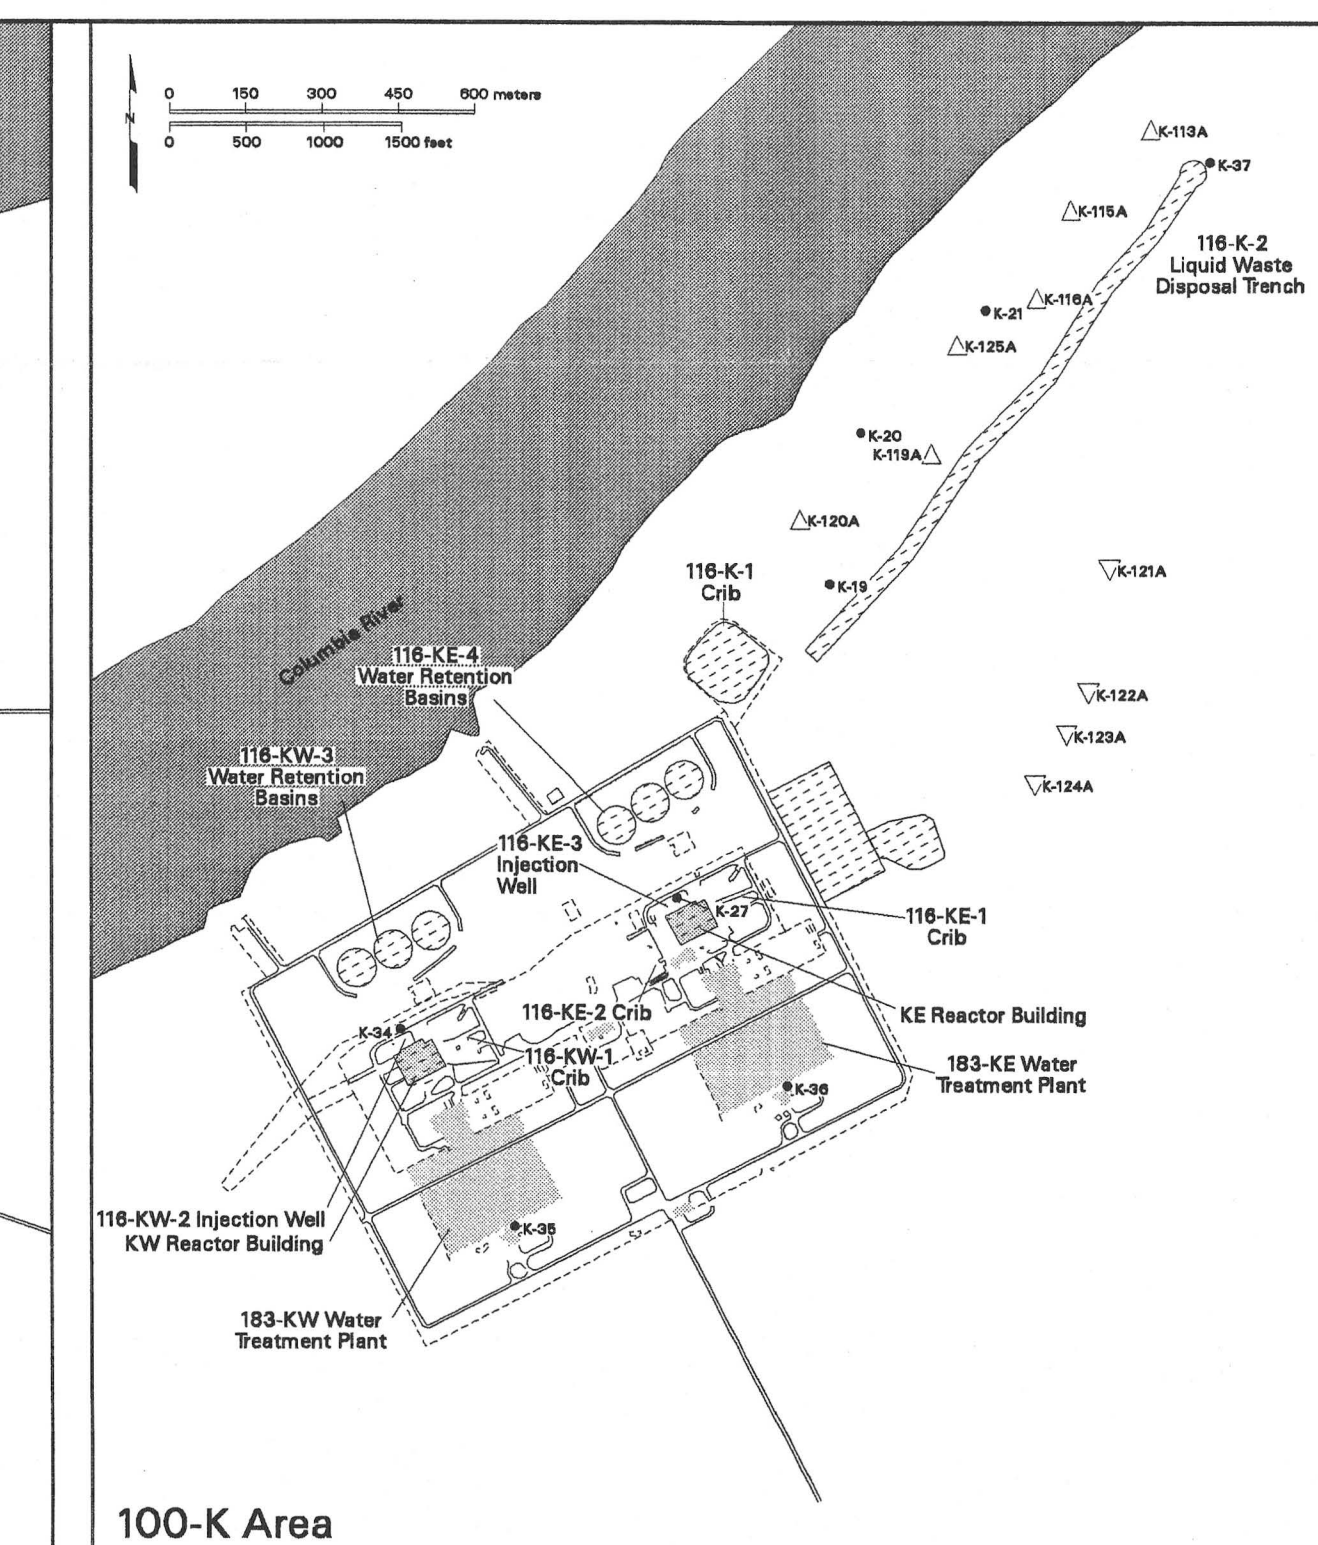 0 150 300 450 600 meters
N
0 500 1000 1500 feet
K-113A
K-37
K-115A
116-K-2
Liquid Waste
Disposal Trench
K-116A
K-21
K-125A
K-20
K-119A
K-120A
116-K-1
Crib
K-121A
K-19
Columbia River
116-KE-4
Water Retention
Basins
K-122A
K-123A
116-KW-3
Water Retention
Basins
K-124A
116-KE-3
Injection
Well
K-27
116-KE-1
Crib
116-KE-2 Crib
KE Reactor Building
K-34
116-KW-1
Crib
183-KE Water
Treatment Plant
K-36
116-KW-2 Injection Well
KW Reactor Building
K-35
183-KW Water
Treatment Plant
100-K Area